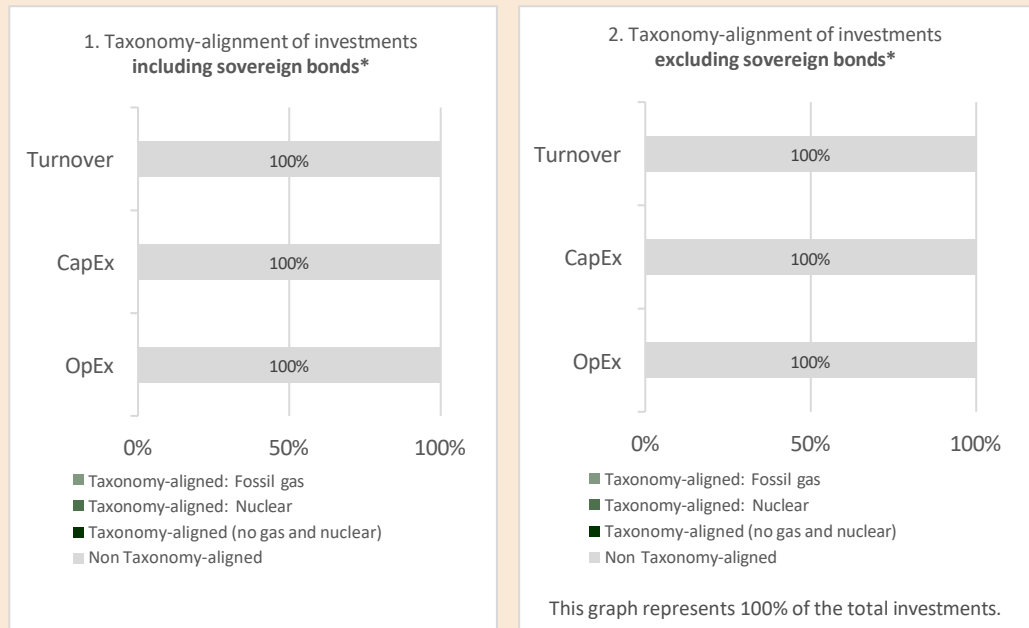 1. Taxonomy-alignment of investments
including sovereign bonds*
Turnover
100%
CapEx
100%
OpEx
100%
0%
50%
100%
Taxonomy-aligned: Fossil gas
Taxonomy-aligned: Nuclear
Taxonomy-aligned (no gas and nuclear)
Non Taxonomy-aligned
2. Taxonomy-alignment of investments
excluding sovereign bonds*
Turnover
100%
CapEx
100%
OpEx
100%
0%
50%
100%
Taxonomy-aligned: Fossil gas
Taxonomy-aligned: Nuclear
Taxonomy-aligned (no gas and nuclear)
Non Taxonomy-aligned
This graph represents 100% of the total investments.